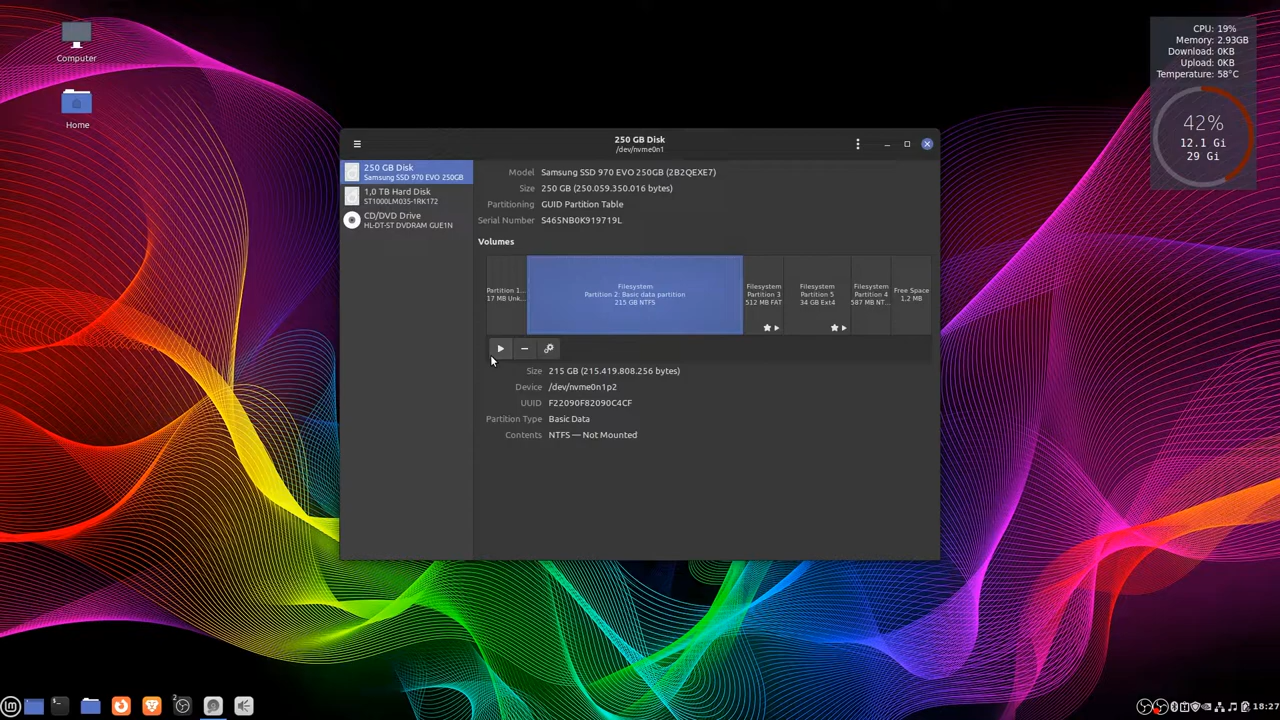 Computer
Home
CPU: 19%
Memory: 2.93GB
Download: 0KB
Upload: 0KB
Temperature: 58°C
42%
12.1 Gi
29 Gi
250 GB Disk
/dev/nvme0n1
250 GB Disk
Samsung SSD 970 EVO 250GB
1,0 TB Hard Disk
ST1000LM035-1RK172
CD/DVD Drive
HL-DT-ST DVDRAM GUE1N
Model Samsung SSD 970 EVO 250GB (2B2QEXE7)
Size 250 GB (250.059.350.016 bytes)
Partitioning GUID Partition Table
Serial Number S465NB0K919719L
Volumes
Partition 1...
17 MB Unk...
Filesystem
Partition 2: Basic data partition
215 GB NTFS
Filesystem
Partition 3
512 MB FAT
Filesystem
Partition 5
34 GB Ext4
Filesystem
Partition 4
587 MB NT...
Free Space
1,2 MB
Size 215 GB (215.419.808.256 bytes)
Device /dev/nvme0n1p2
UUID F22090F82090C4CF
Partition Type Basic Data
Contents NTFS — Not Mounted
2
18:27